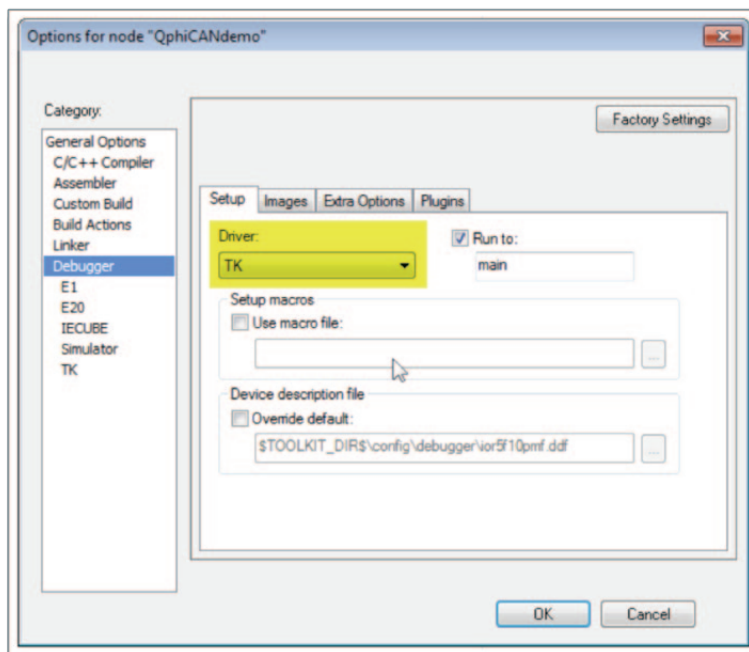 Options for node "QphiCANdemo"
Category:
Factory Settings
General Options
C/C++ Compiler
Assembler
Custom Build
Build Actions
Linker
Debugger
E1
E20
IECUBE
Simulator
TK
Setup
Images
Extra Options
Plugins
Driver:
TK
Run to:
main
Setup macros
Use macro file:
...
Device description file
Override default:
$TOOLKIT_DIR$\config\debugger\ior5f10pmf.ddf
...
OK
Cancel